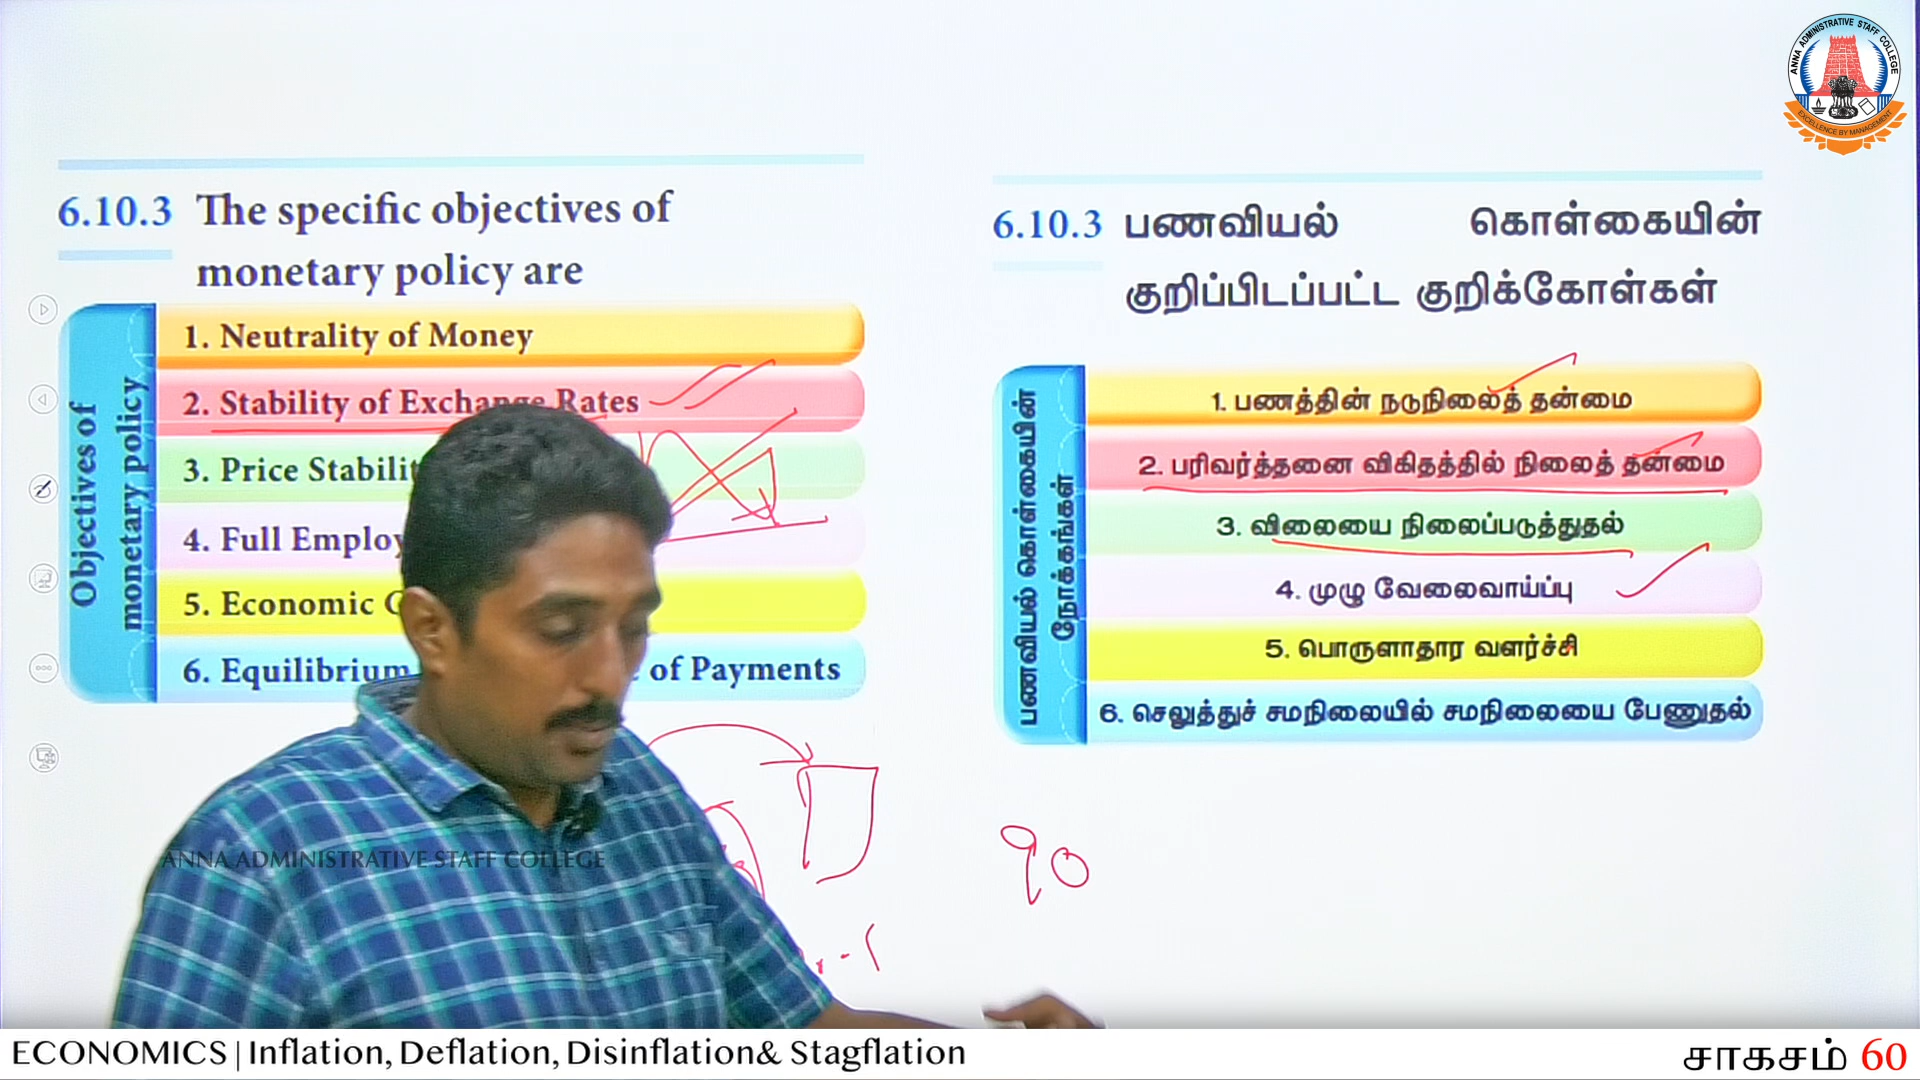 ANNA ADMINISTRATIVE STAFF COLLEGE
EXCELLENCE BY MANAGEMENT
6.10.3 The specific objectives of
monetary policy are
Objectives of
monetary policy
1. Neutrality of Money
2. Stability of Exchange Rates
3. Price Stabilit
4. Full Employ
5. Economic G
6. Equilibrium of Payments
6.10.3 பணவியல் கொள்கையின்
குறிப்பிடப்பட்ட குறிக்கோள்கள்
பணவியல் கொள்கையின்
நோக்கங்கள்
1. பணத்தின் நடுநிலைத் தன்மை
2. பரிவர்த்தனை விகிதத்தில் நிலைத் தன்மை
3. விலையை நிலைப்படுத்துதல்
4. முழு வேலைவாய்ப்பு
5. பொருளாதார வளர்ச்சி
6. செலுத்துச் சமநிலையில் சமநிலையை பேணுதல்
90
ANNA ADMINISTRATIVE STAFF COLLEGE
ECONOMICS | Inflation, Deflation, Disinflation& Stagflation
சாகசம் 60